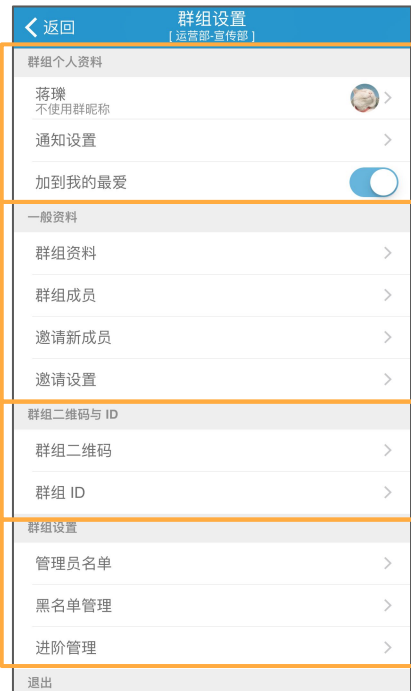 返回
群组设置
[ 运营部-宣传部 ]
群组个人资料
蒋瓅
不使用群昵称
通知设置
加到我的最爱
一般资料
群组资料
群组成员
邀请新成员
邀请设置
群组二维码与 ID
群组二维码
群组 ID
群组设置
管理员名单
黑名单管理
进阶管理
退出